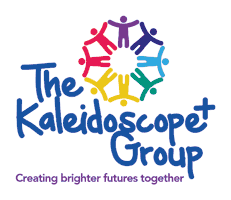 The
Kaleidoscope+
Group
Creating brighter futures together